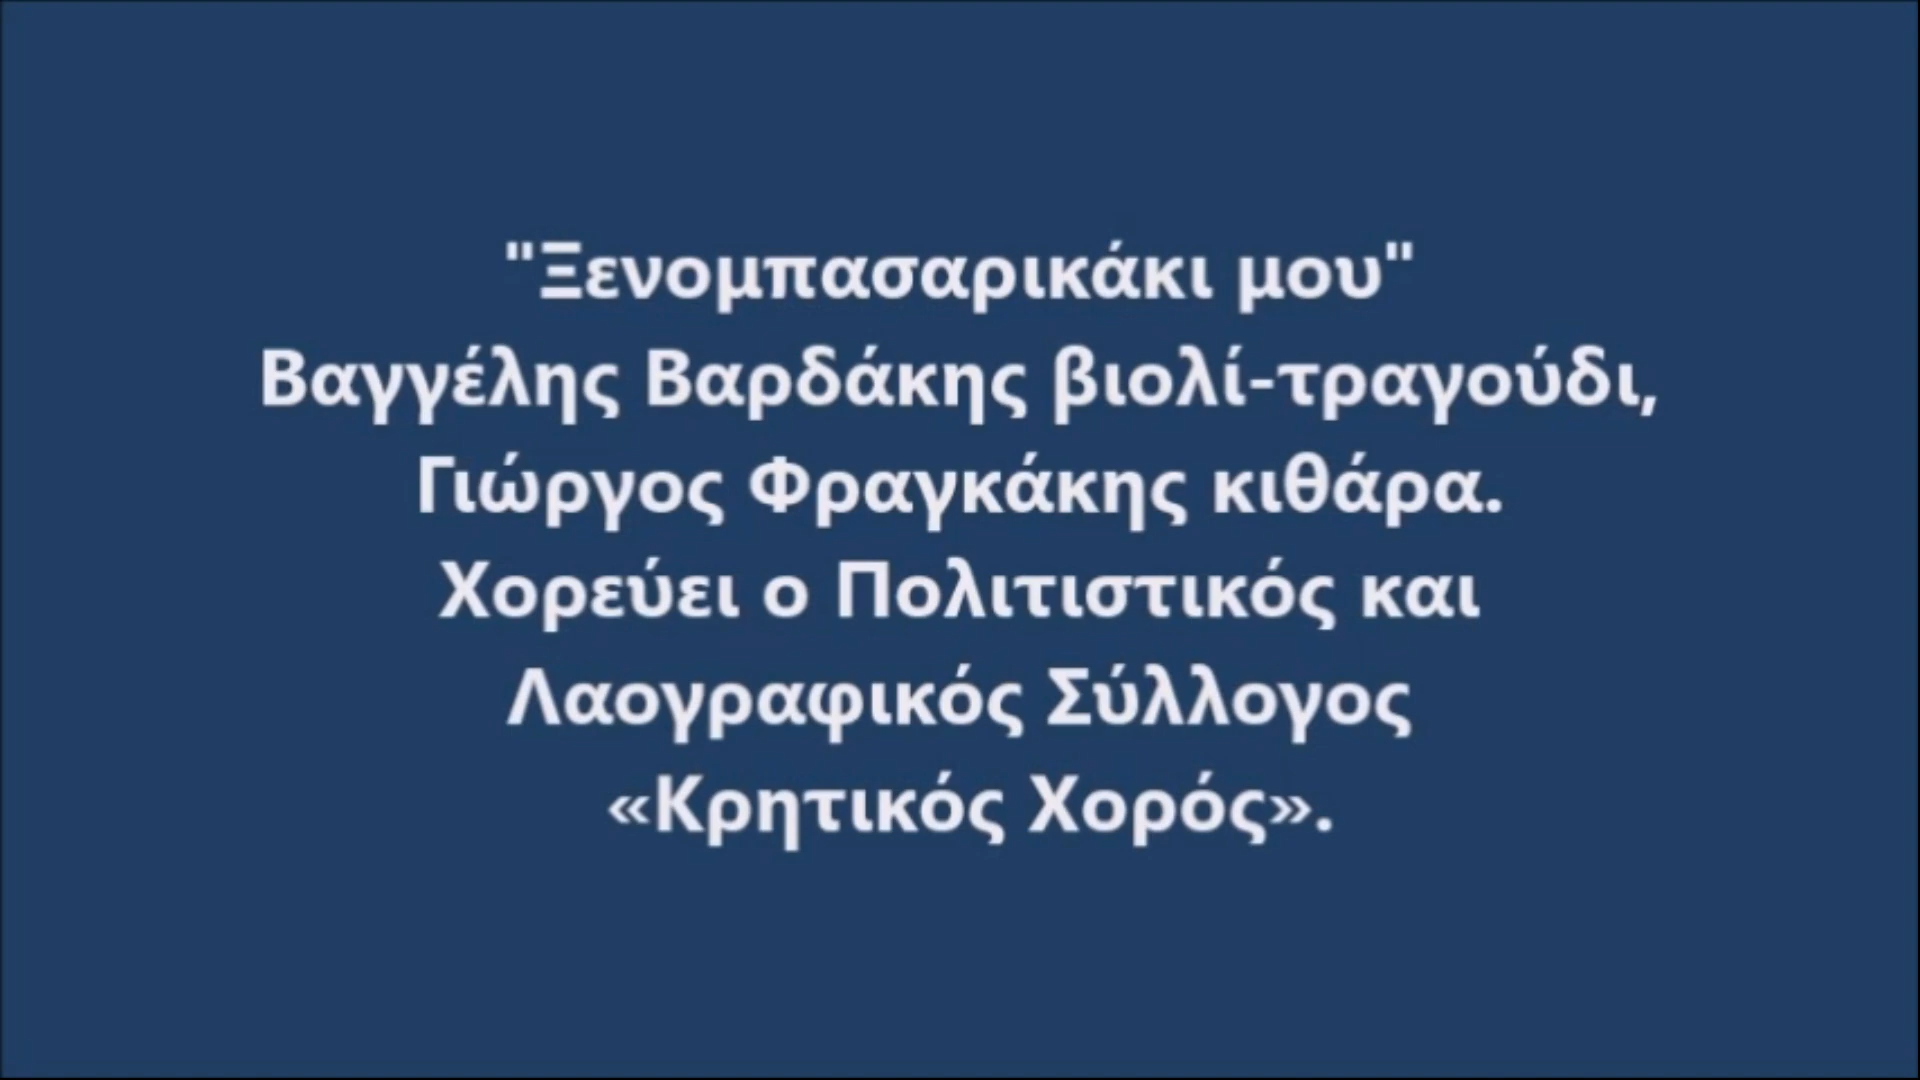 "Ξενομπασαρικάκι μου"
Βαγγέλης Βαρδάκης βιολί-τραγούδι,
Γιώργος Φραγκάκης κιθάρα.
Χορεύει ο Πολιτιστικός και
Λαογραφικός Σύλλογος
«Κρητικός Χορός».